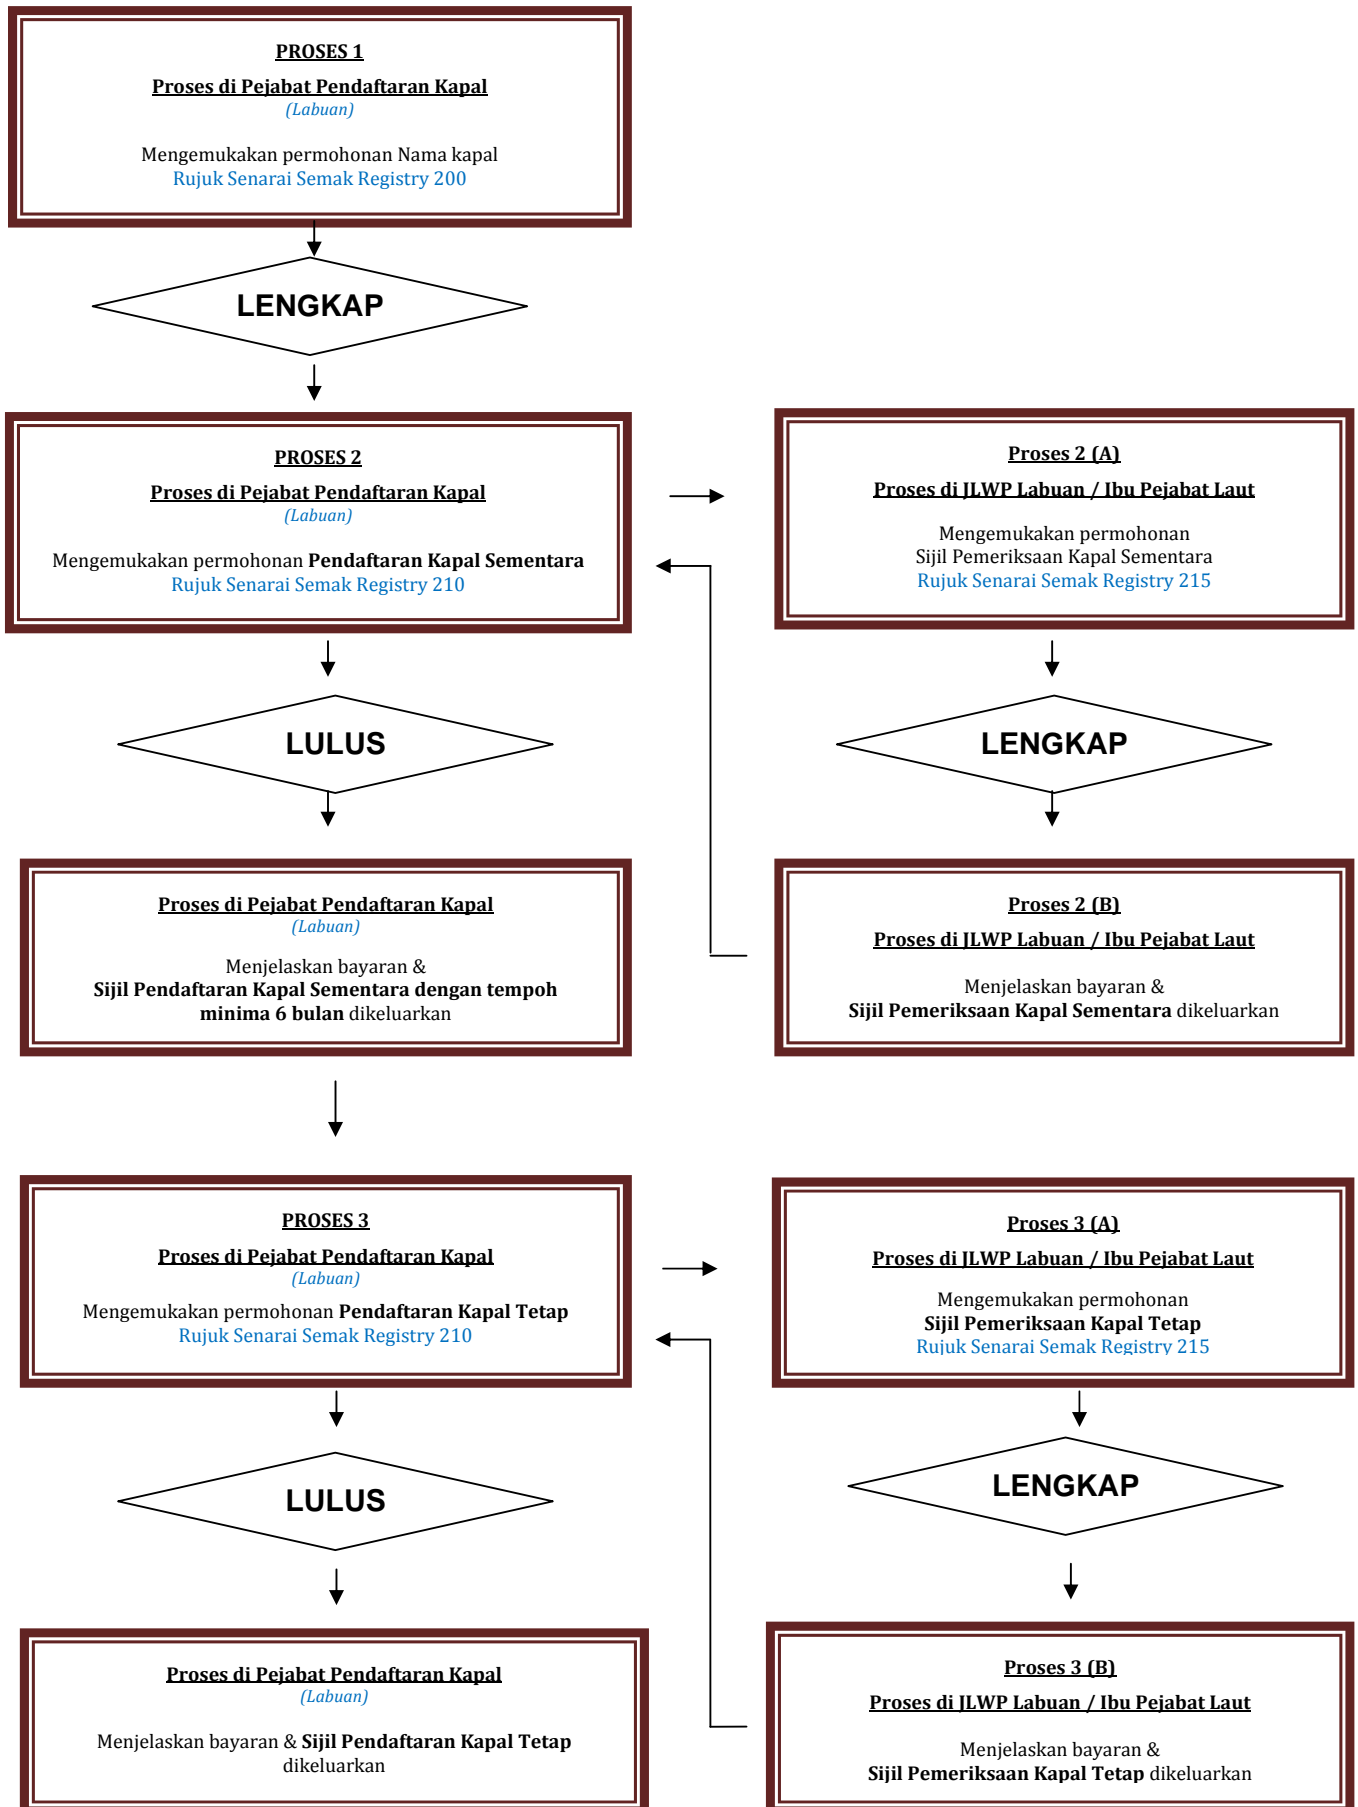 PROSES 1
Proses di Pejabat Pendaftaran Kapal
(Labuan)
Mengemukakan permohonan Nama kapal
Rujuk Senarai Semak Registry 200
LENGKAP
PROSES 2
Proses di Pejabat Pendaftaran Kapal
(Labuan)
Mengemukakan permohonan Pendaftaran Kapal Sementara
Rujuk Senarai Semak Registry 210
Proses 2 (A)
Proses di JLWP Labuan / Ibu Pejabat Laut
Mengemukakan permohonan
Sijil Pemeriksaan Kapal Sementara
Rujuk Senarai Semak Registry 215
LULUS
LENGKAP
Proses di Pejabat Pendaftaran Kapal
(Labuan)
Menjelaskan bayaran &
Sijil Pendaftaran Kapal Sementara dengan tempoh
minima 6 bulan dikeluarkan
Proses 2 (B)
Proses di JLWP Labuan / Ibu Pejabat Laut
Menjelaskan bayaran &
Sijil Pemeriksaan Kapal Sementara dikeluarkan
PROSES 3
Proses di Pejabat Pendaftaran Kapal
(Labuan)
Mengemukakan permohonan Pendaftaran Kapal Tetap
Rujuk Senarai Semak Registry 210
Proses 3 (A)
Proses di JLWP Labuan / Ibu Pejabat Laut
Mengemukakan permohonan
Sijil Pemeriksaan Kapal Tetap
Rujuk Senarai Semak Registry 215
LULUS
LENGKAP
Proses di Pejabat Pendaftaran Kapal
(Labuan)
Menjelaskan bayaran & Sijil Pendaftaran Kapal Tetap
dikeluarkan
Proses 3 (B)
Proses di JLWP Labuan / Ibu Pejabat Laut
Menjelaskan bayaran &
Sijil Pemeriksaan Kapal Tetap dikeluarkan